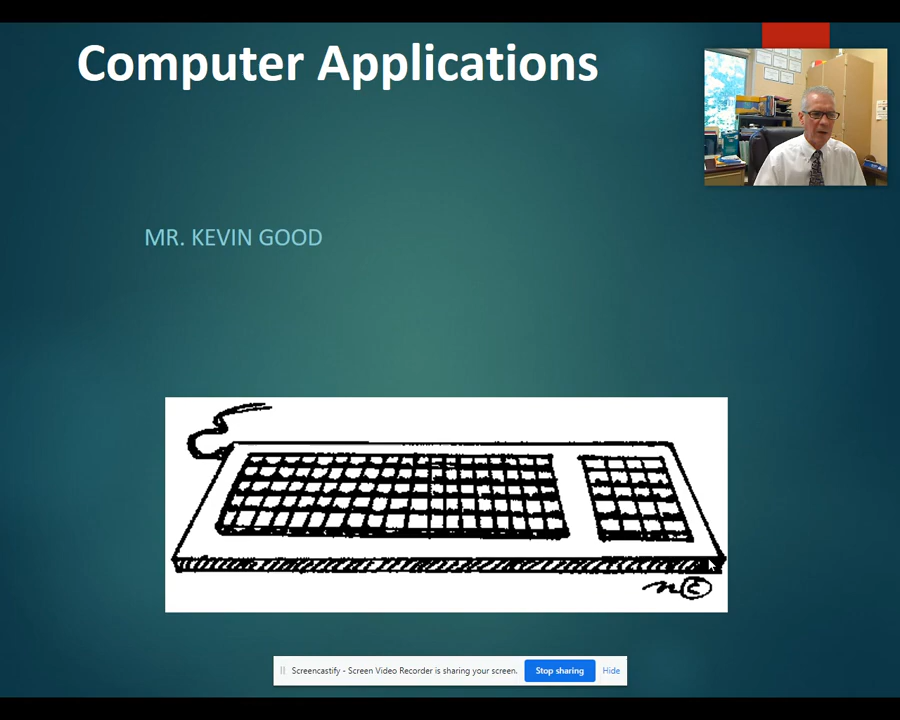 Computer Applications
MR. KEVIN GOOD
Screencastify - Screen Video Recorder is sharing your screen.
Stop sharing
Hide